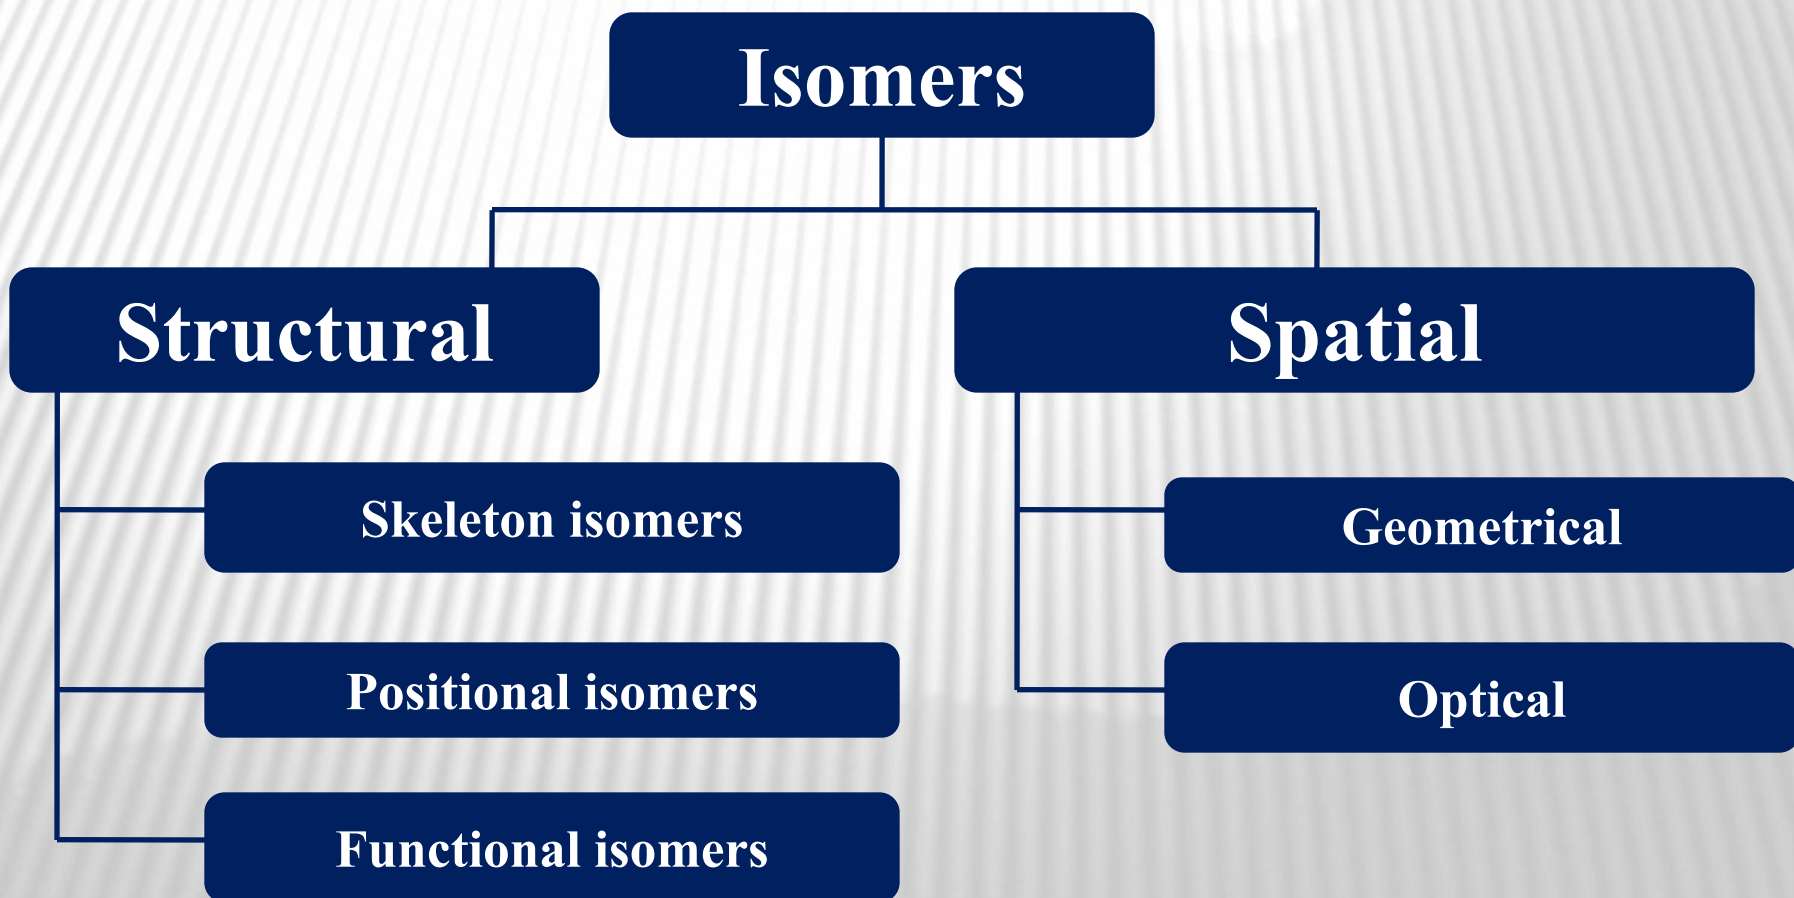 Isomers
Structural
Spatial
Skeleton isomers
Geometrical
Positional isomers
Optical
Functional isomers